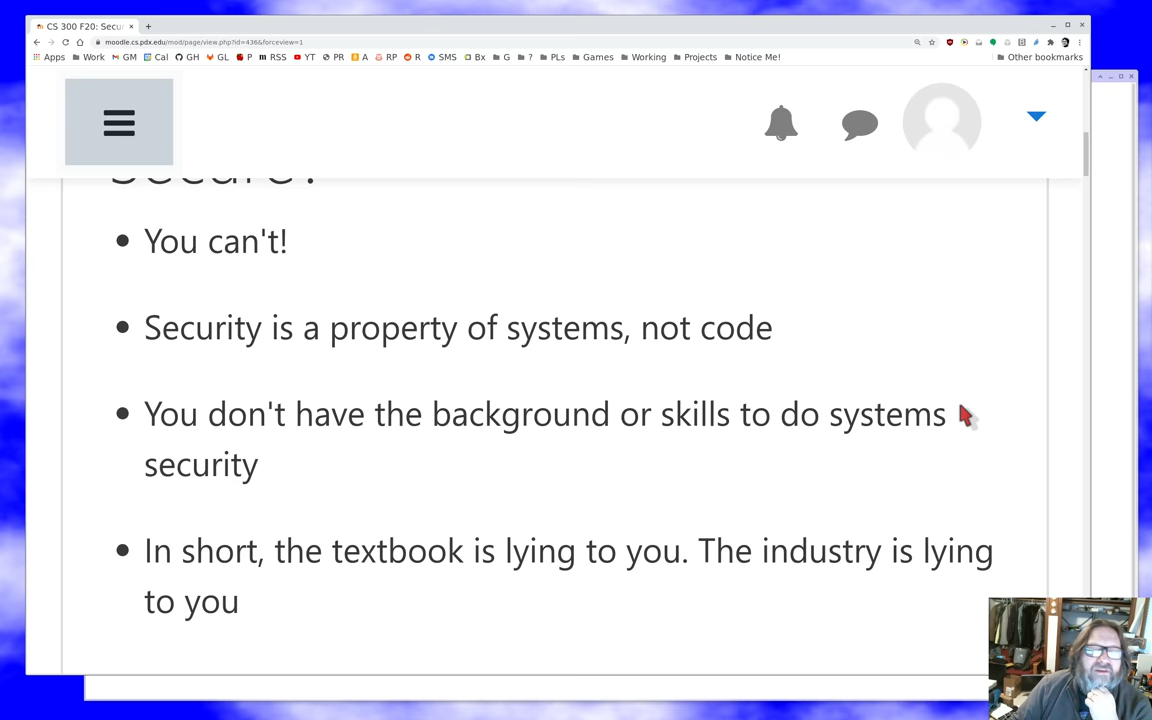 CS 300 F20: Secu
moodle.cs.pdx.edu/mod/page/view.php?id=436&forceview=1
Apps Work GM Cal GH GL P RSS YT PR A RP R SMS Bx G ? PLs Games Working Projects Notice Me! Other bookmarks
Secure?
You can't!
Security is a property of systems, not code
You don't have the background or skills to do systems
security
In short, the textbook is lying to you. The industry is lying
to you